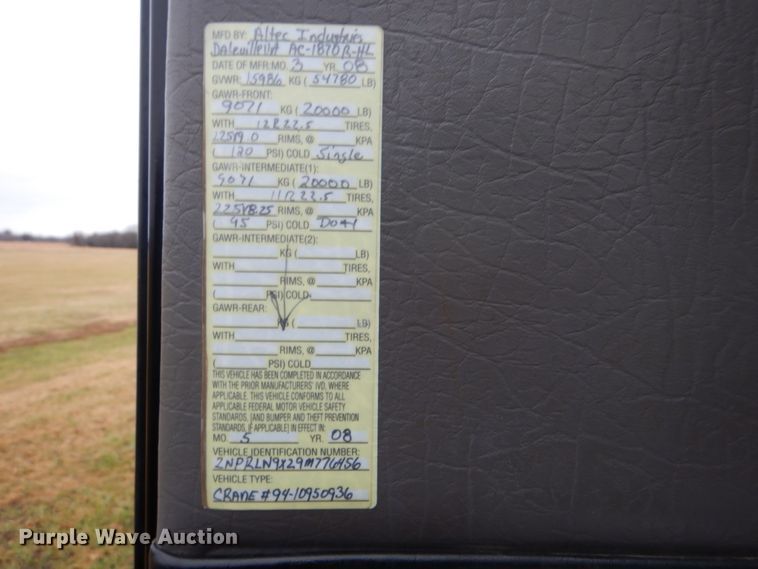 MFD BY: Altec Industries
Daleville VA AC-1870B-HL
DATE OF MFR: MO. 3 YR. 08
GVWR: 15986 KG ( 54780 LB)
GAWR-FRONT:
9071 KG ( 20000 LB)
WITH 12R22.5 TIRES,
RIMS, @ KPA
( 120 PSI) COLD Single
GAWR-INTERMEDIATE(1):
9071 KG ( 20000 LB)
WITH 11R22.5 TIRES,
22.5X8.25 RIMS, @ KPA
( 95 PSI) COLD Dual
GAWR-INTERMEDIATE(2):
KG ( LB)
WITH TIRES,
RIMS, @ KPA
( PSI) COLD
GAWR-REAR:
KG ( LB)
WITH TIRES,
RIMS, @ KPA
( PSI) COLD
THIS VEHICLE HAS BEEN COMPLETED IN ACCORDANCE
WITH THE PRIOR MANUFACTURERS' IVD, WHERE
APPLICABLE. THIS VEHICLE CONFORMS TO ALL
APPLICABLE FEDERAL MOTOR VEHICLE SAFETY
STANDARDS, [AND BUMPER AND THEFT PREVENTION
STANDARDS, IF APPLICABLE] IN EFFECT IN:
MO. 5 YR. 08
VEHICLE IDENTIFICATION NUMBER:
2NPRLN9X29M776456
VEHICLE TYPE:
CRANE #94-10950936
Purple Wave Auction